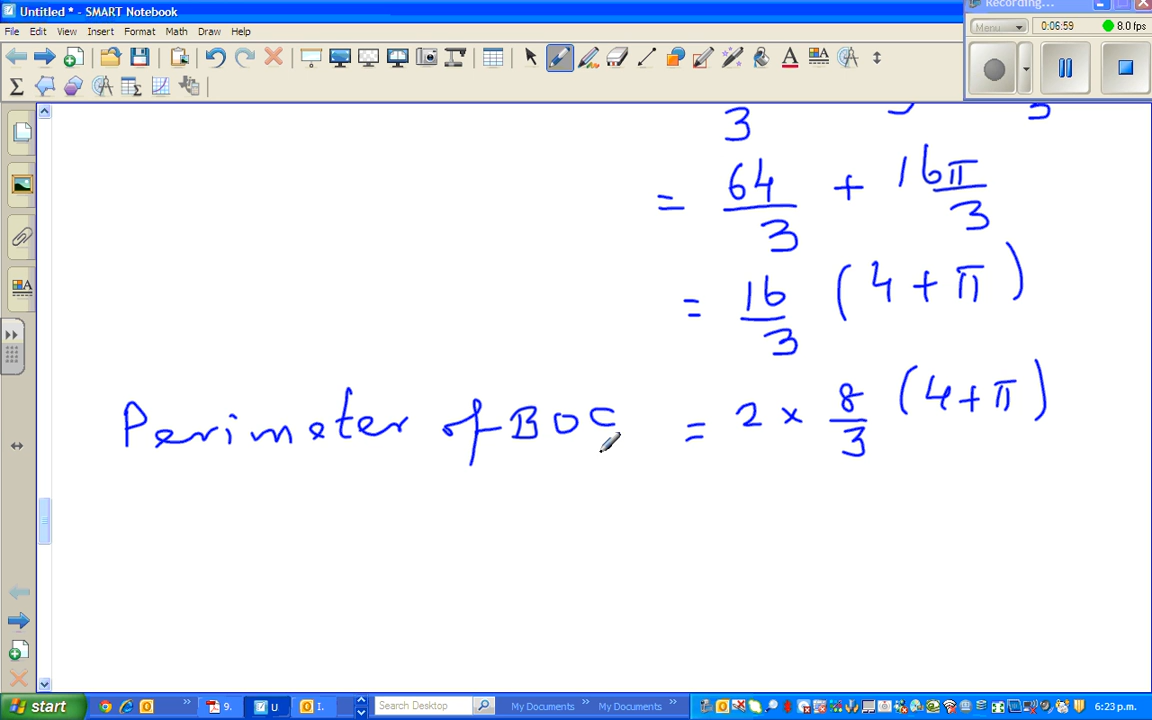 Untitled * - SMART Notebook
Recording...
File Edit View Insert Format Math Draw Help
Menu 0:06:59 8.0 fps
3 3
= 64/3 + 16π/3
= 16/3 (4 + π)
Perimeter of BOC = 2 × 8/3 (4 + π)
start 9. U I. Search Desktop My Documents » My Documents » 6:23 p.m.